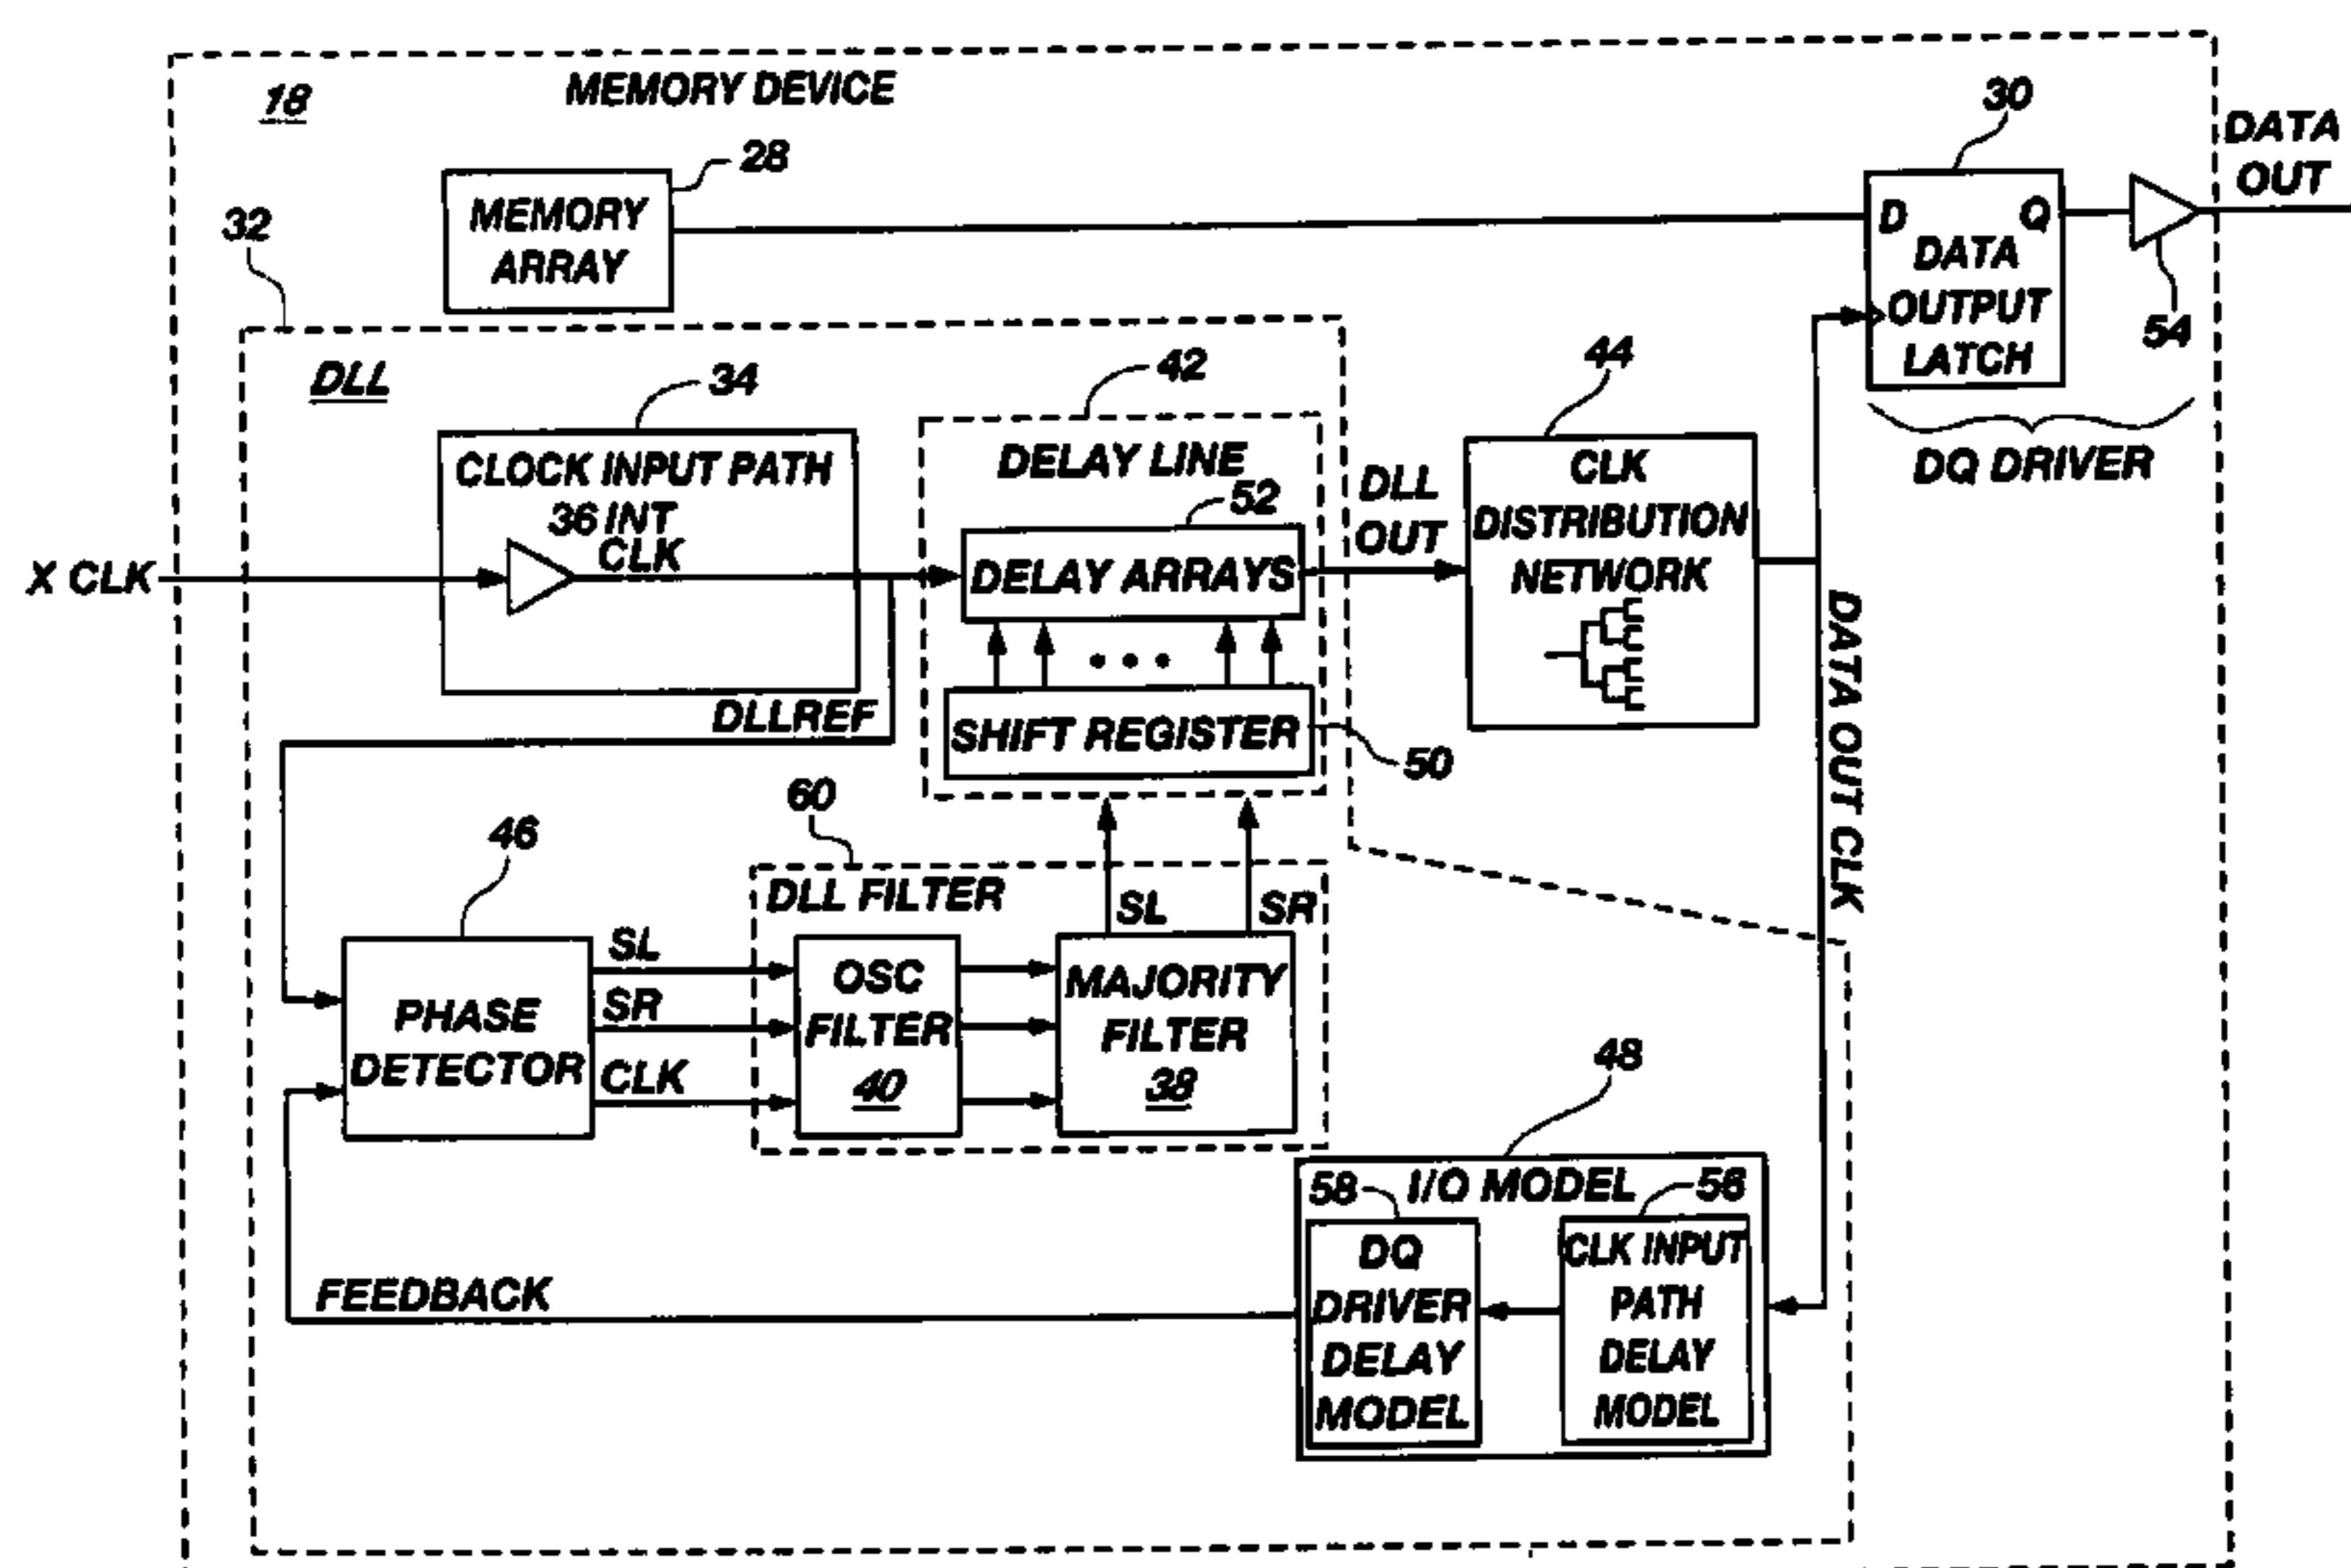 18
MEMORY DEVICE
30
DATA
OUT
28
MEMORY
ARRAY
32
D
Q
DATA
OUTPUT
LATCH
54
DQ DRIVER
DLL
34
CLOCK INPUT PATH
36 INT
CLK
X CLK
DLLREF
42
DELAY LINE
52
DELAY ARRAYS
SHIFT REGISTER
50
DLL
OUT
44
CLK
DISTRIBUTION
NETWORK
DATA OUT CLK
46
PHASE
DETECTOR
SL
SR
CLK
60
DLL FILTER
OSC
FILTER
40
SL
SR
MAJORITY
FILTER
38
48
I/O MODEL
58
DQ
DRIVER
DELAY
MODEL
56
CLK INPUT
PATH
DELAY
MODEL
FEEDBACK